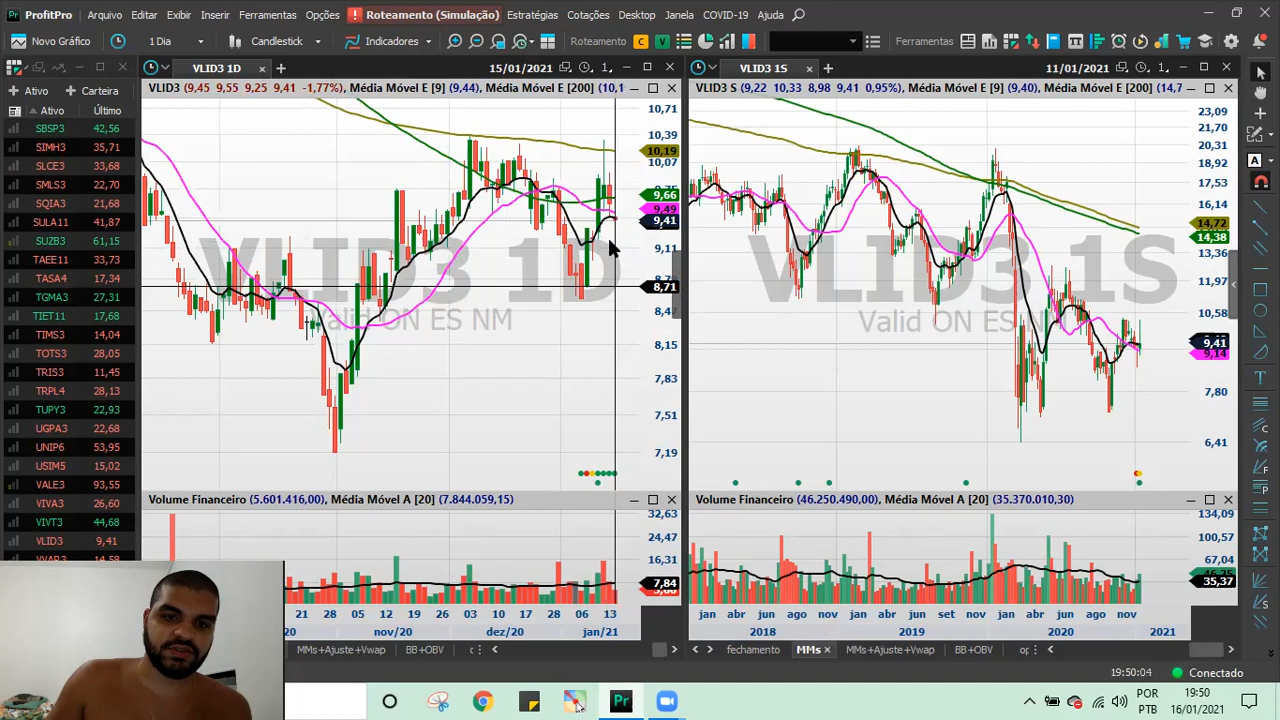 ProfitPro Arquivo Editar Exibir Inserir Ferramentas Opções Roteamento (Simulação) Estratégias Cotações Desktop Janela COVID-19 Ajuda
Novo Gráfico 1 Dia Candlestick Indicadores Roteamento C V Ferramentas
VLID3 1D 15/01/2021 1 VLID3 1S 11/01/2021 1
Ativo Carteira
Ativo Último
SBSP3 42,56
SIMH3 35,71
SLCE3 33,68
SMLS3 22,70
SQIA3 21,68
SULA11 41,87
SUZB3 61,15
TAEE11 33,73
TASA4 17,34
TGMA3 27,31
TIET11 17,68
TIMS3 14,04
TOTS3 28,05
TRIS3 11,45
TRPL4 28,13
TUPY3 22,93
UGPA3 22,68
UNIP6 53,95
USIM5 15,02
VALE3 93,55
VIVA3 26,60
VIVT3 44,68
VLID3 9,41
VVAR3 14,58
VLID3 (9,45 9,55 9,25 9,41 -1,77%), Média Móvel E [9] (9,44), Média Móvel E [200] (10,1
VLID3 1D
Valid ON ES NM
10,71
10,39
10,19
10,07
9,66
9,49
9,41
9,11
8,71
8,47
8,15
7,83
7,51
7,19
Volume Financeiro (5.601.416,00), Média Móvel A [20] (7.844.059,15)
32,63
24,47
16,31
7,84
21 28 05 12 19 26 03 10 17 28 06 13
20 nov/20 dez/20 jan/21
MMs+Ajuste+Vwap BB+OBV
VLID3 S (9,22 10,33 8,98 9,41 0,95%), Média Móvel E [9] (9,40), Média Móvel E [200] (14,7
VLID3 1S
Valid ON ES
23,09
21,70
20,31
18,92
17,53
16,14
14,72
14,38
13,36
11,97
10,58
9,41
9,14
7,80
6,41
Volume Financeiro (46.250.490,00), Média Móvel A [20] (35.370.010,30)
134,09
100,57
67,04
35,37
jan abr jun ago nov jan abr jun set nov jan abr jun ago nov
2018 2019 2020 2021
fechamento MMs MMs+Ajuste+Vwap BB+OBV
19:50:04 Conectado
POR
PTB
19:50
16/01/2021